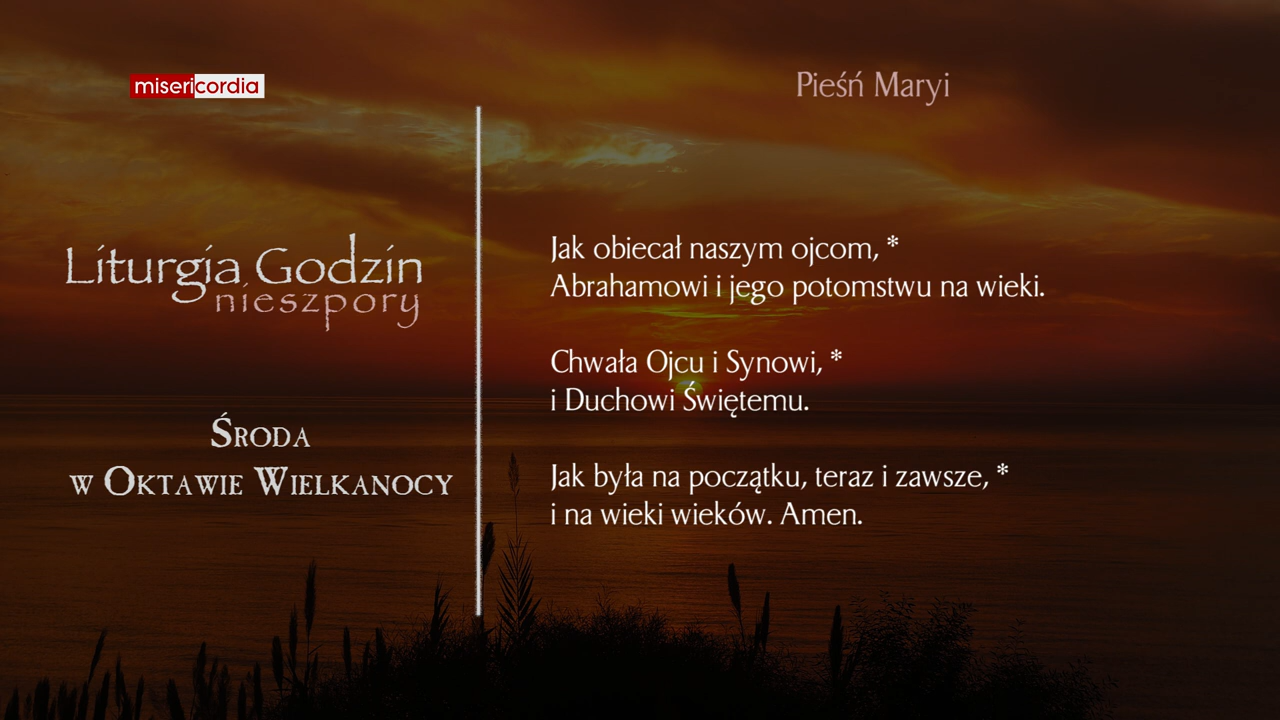 misericordia
Pieśń Maryi
Liturgia Godzin
nieszpory
Środa
w Oktawie Wielkanocy
Jak obiecał naszym ojcom, *
Abrahamowi i jego potomstwu na wieki.
Chwała Ojcu i Synowi, *
i Duchowi Świętemu.
Jak była na początku, teraz i zawsze, *
i na wieki wieków. Amen.